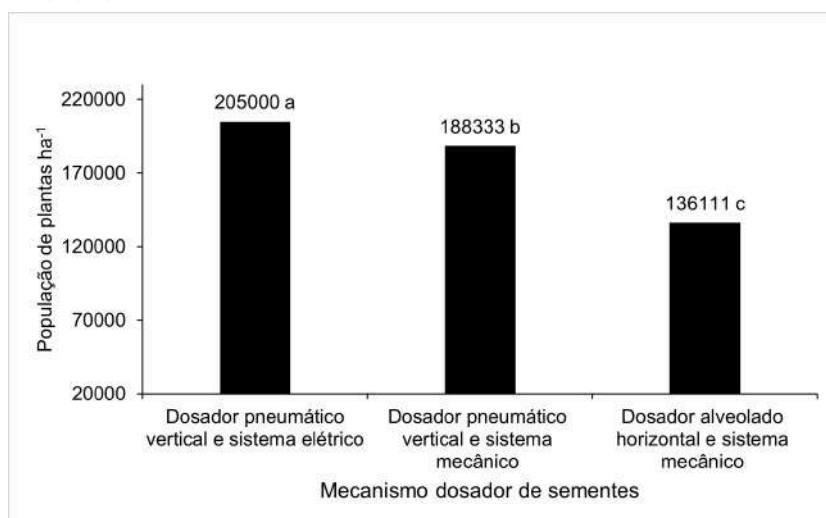 220000
170000
120000
70000
20000
População de plantas ha⁻¹
205000 a
188333 b
136111 c
Dosador pneumático
vertical e sistema elétrico
Dosador pneumático
vertical e sistema
mecânico
Dosador alveolado
horizontal e sistema
mecânico
Mecanismo dosador de sementes